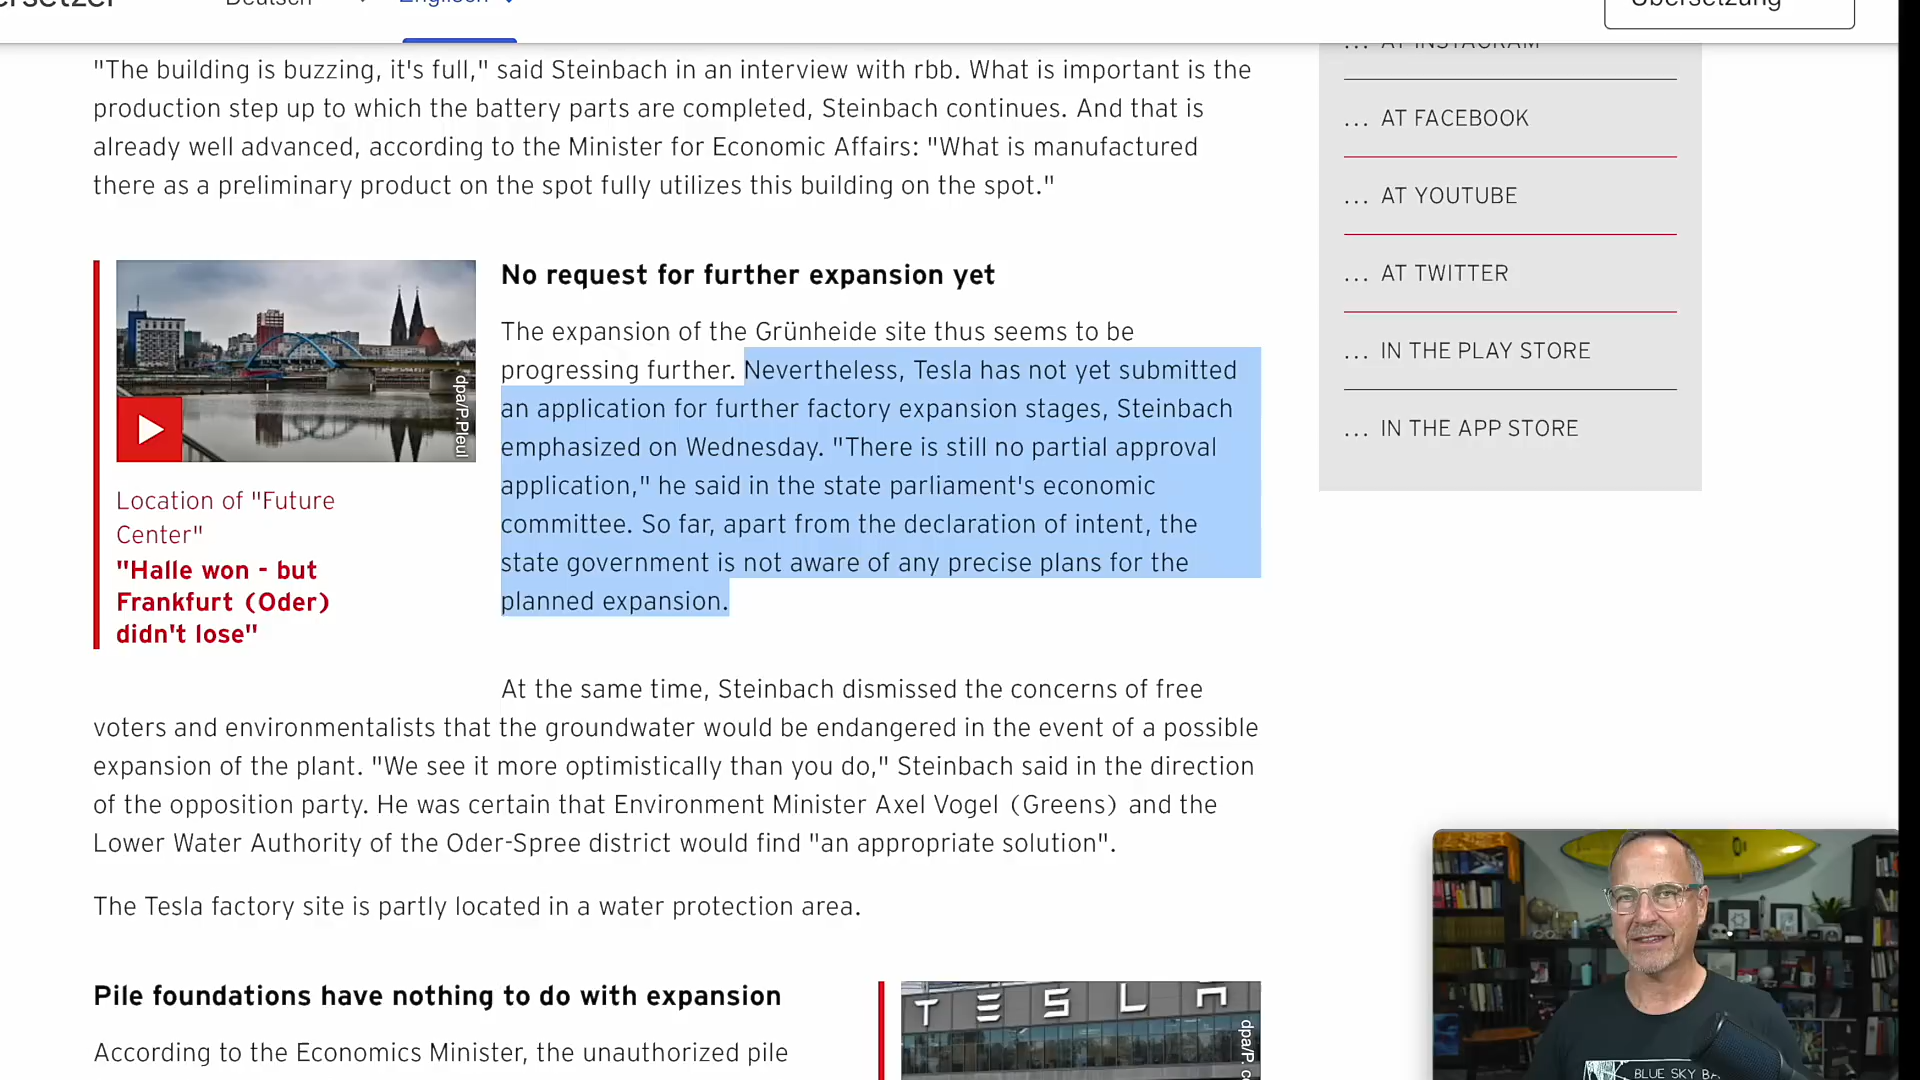 Deutsch
Englisch
Übersetzung
"The building is buzzing, it's full," said Steinbach in an interview with rbb. What is important is the
production step up to which the battery parts are completed, Steinbach continues. And that is
already well advanced, according to the Minister for Economic Affairs: "What is manufactured
there as a preliminary product on the spot fully utilizes this building on the spot."
dpa/P.Pleul
Location of "Future
Center"
"Halle won - but
Frankfurt (Oder)
didn't lose"
No request for further expansion yet
The expansion of the Grünheide site thus seems to be
progressing further. Nevertheless, Tesla has not yet submitted
an application for further factory expansion stages, Steinbach
emphasized on Wednesday. "There is still no partial approval
application," he said in the state parliament's economic
committee. So far, apart from the declaration of intent, the
state government is not aware of any precise plans for the
planned expansion.
At the same time, Steinbach dismissed the concerns of free
voters and environmentalists that the groundwater would be endangered in the event of a possible
expansion of the plant. "We see it more optimistically than you do," Steinbach said in the direction
of the opposition party. He was certain that Environment Minister Axel Vogel (Greens) and the
Lower Water Authority of the Oder-Spree district would find "an appropriate solution".
The Tesla factory site is partly located in a water protection area.
Pile foundations have nothing to do with expansion
According to the Economics Minister, the unauthorized pile
TESLA
dpa/P.
... AT INSTAGRAM
... AT FACEBOOK
... AT YOUTUBE
... AT TWITTER
... IN THE PLAY STORE
... IN THE APP STORE
BLUE SKY